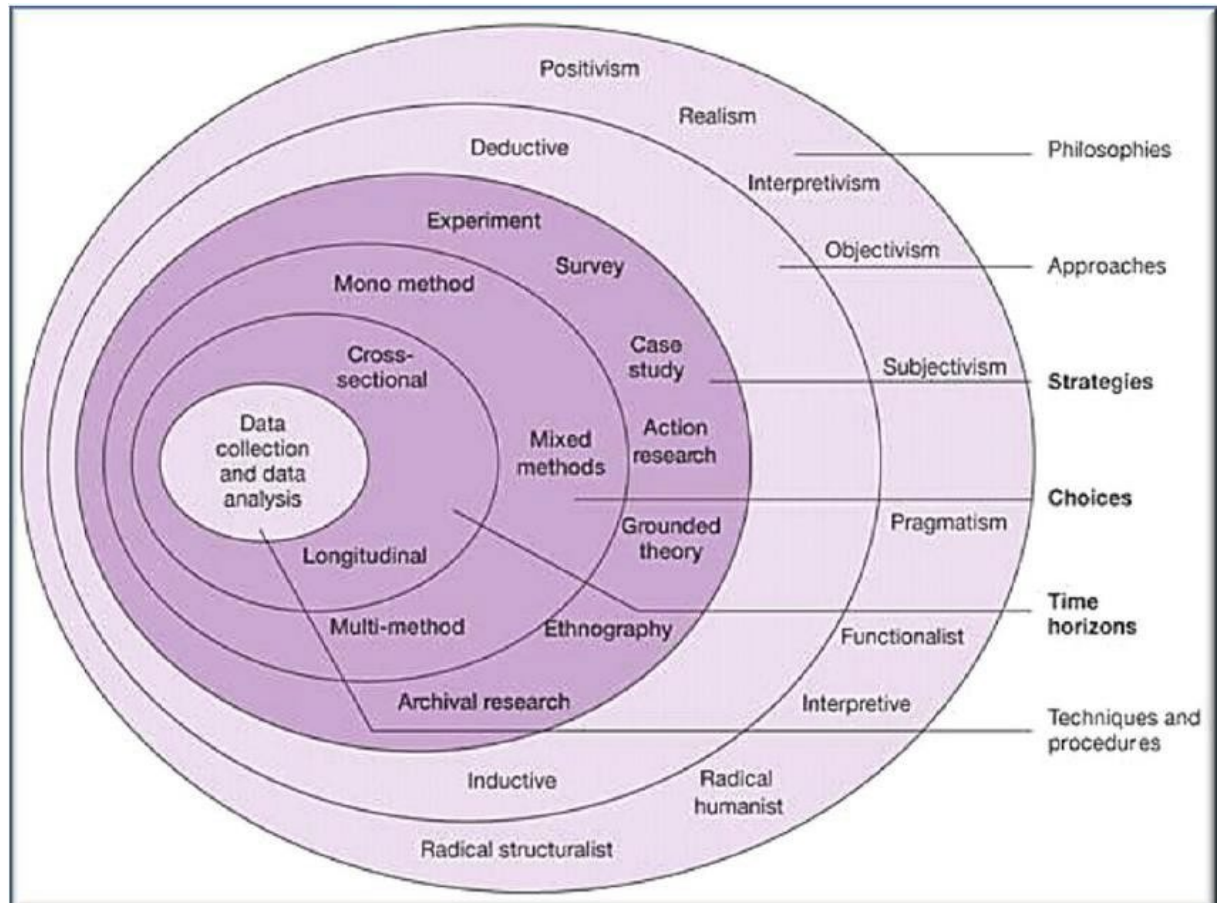 Positivism
Realism
Interpretivism
Objectivism
Subjectivism
Pragmatism
Functionalist
Interpretive
Radical
humanist
Radical structuralist
Deductive
Inductive
Experiment
Survey
Case
study
Action
research
Grounded
theory
Ethnography
Archival research
Mono method
Mixed
methods
Multi-method
Cross-
sectional
Longitudinal
Data
collection
and data
analysis
Philosophies
Approaches
Strategies
Choices
Time
horizons
Techniques and
procedures